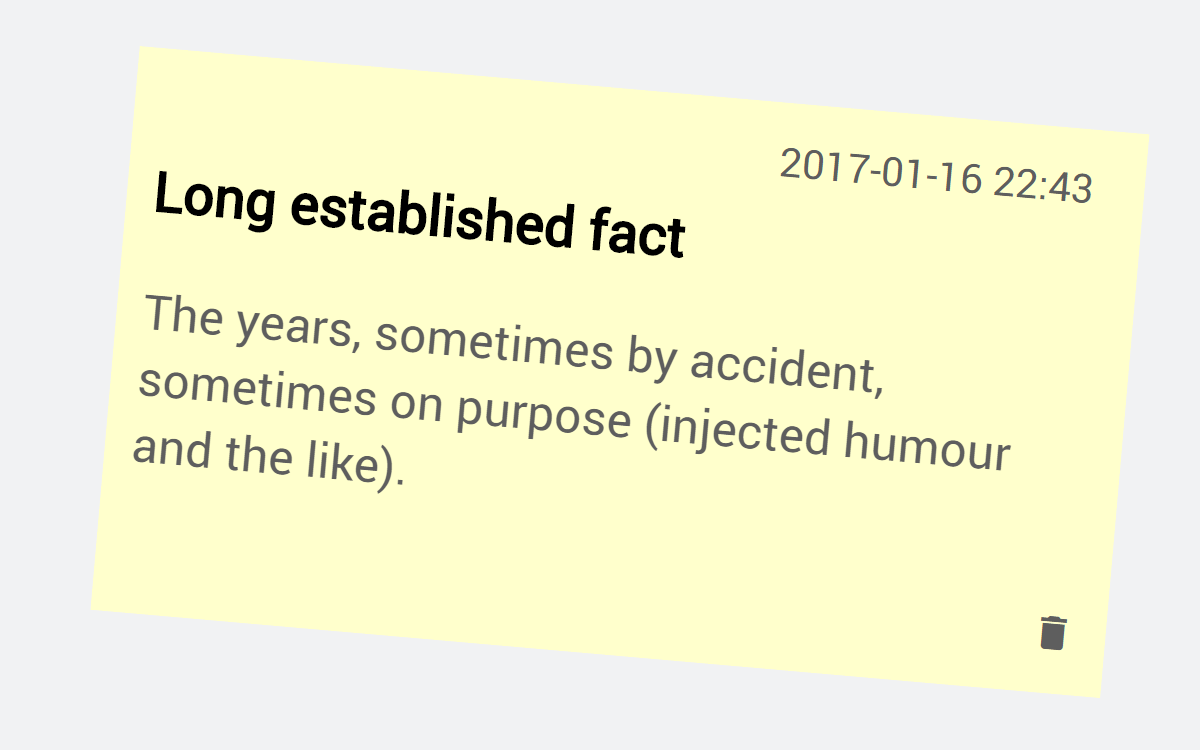 2017-01-16 22:43
Long established fact
The years, sometimes by accident,
sometimes on purpose (injected humour
and the like).